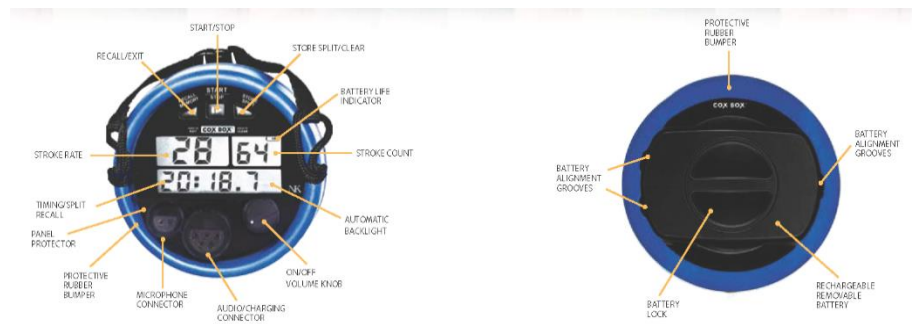 START/STOP
RECALL/EXIT
STORE SPLIT/CLEAR
BATTERY LIFE
INDICATOR
START
STOP
COX BOX
28
64
20:18.7
NK
STROKE RATE
STROKE COUNT
TIMING/SPLIT
RECALL
PANEL
PROTECTOR
AUTOMATIC
BACKLIGHT
PROTECTIVE
RUBBER
BUMPER
MICROPHONE
CONNECTOR
AUDIO/CHARGING
CONNECTOR
ON/OFF
VOLUME KNOB
PROTECTIVE
RUBBER
BUMPER
COX BOX
BATTERY
ALIGNMENT
GROOVES
BATTERY
ALIGNMENT
GROOVES
BATTERY
LOCK
RECHARGEABLE
REMOVABLE
BATTERY